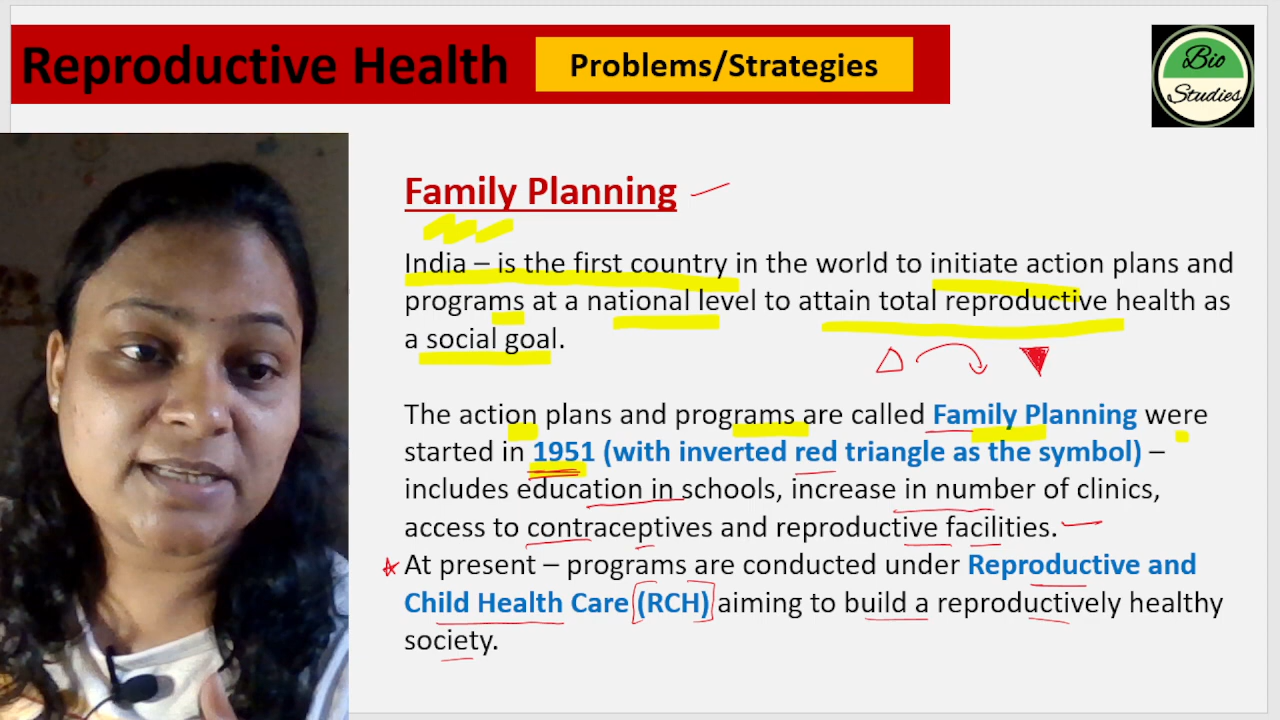 Reproductive Health
Problems/Strategies
Bio
Studies
Family Planning
India – is the first country in the world to initiate action plans and
programs at a national level to attain total reproductive health as
a social goal.
The action plans and programs are called Family Planning were
started in 1951 (with inverted red triangle as the symbol) –
includes education in schools, increase in number of clinics,
access to contraceptives and reproductive facilities.
At present – programs are conducted under Reproductive and
Child Health Care (RCH) aiming to build a reproductively healthy
society.